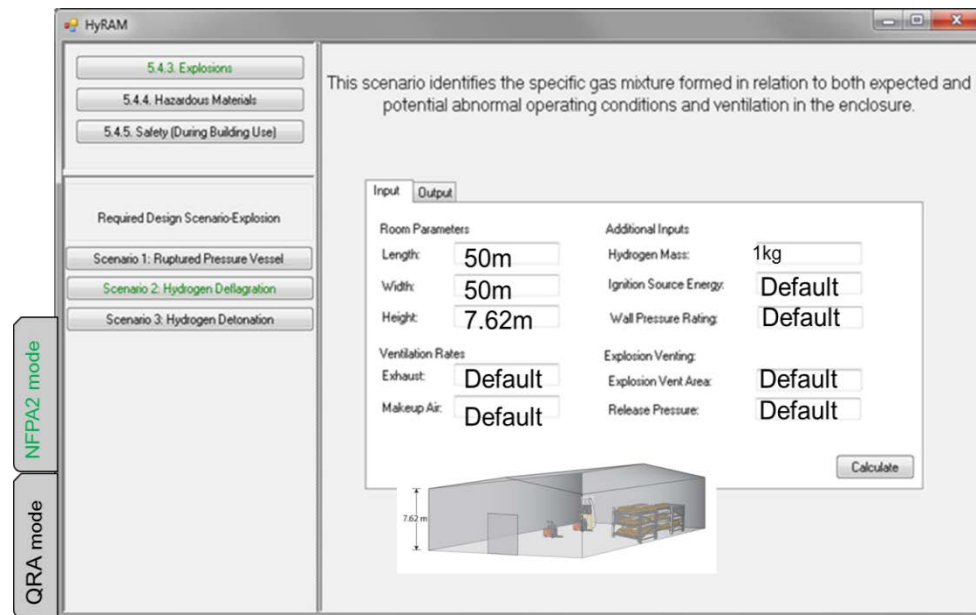 HyRAM
5.4.3. Explosions
5.4.4. Hazardous Materials
5.4.5. Safety (During Building Use)
Required Design Scenario-Explosion
Scenario 1: Ruptured Pressure Vessel
Scenario 2: Hydrogen Deflagration
Scenario 3: Hydrogen Detonation
NFPA2 mode
QRA mode
This scenario identifies the specific gas mixture formed in relation to both expected and
potential abnormal operating conditions and ventilation in the enclosure.
Input Output
Room Parameters
Length: 50m
Width: 50m
Height: 7.62m
Ventilation Rates
Exhaust: Default
Makeup Air: Default
Additional Inputs
Hydrogen Mass: 1kg
Ignition Source Energy: Default
Wall Pressure Rating: Default
Explosion Venting:
Explosion Vent Area: Default
Release Pressure: Default
Calculate
7.62 m